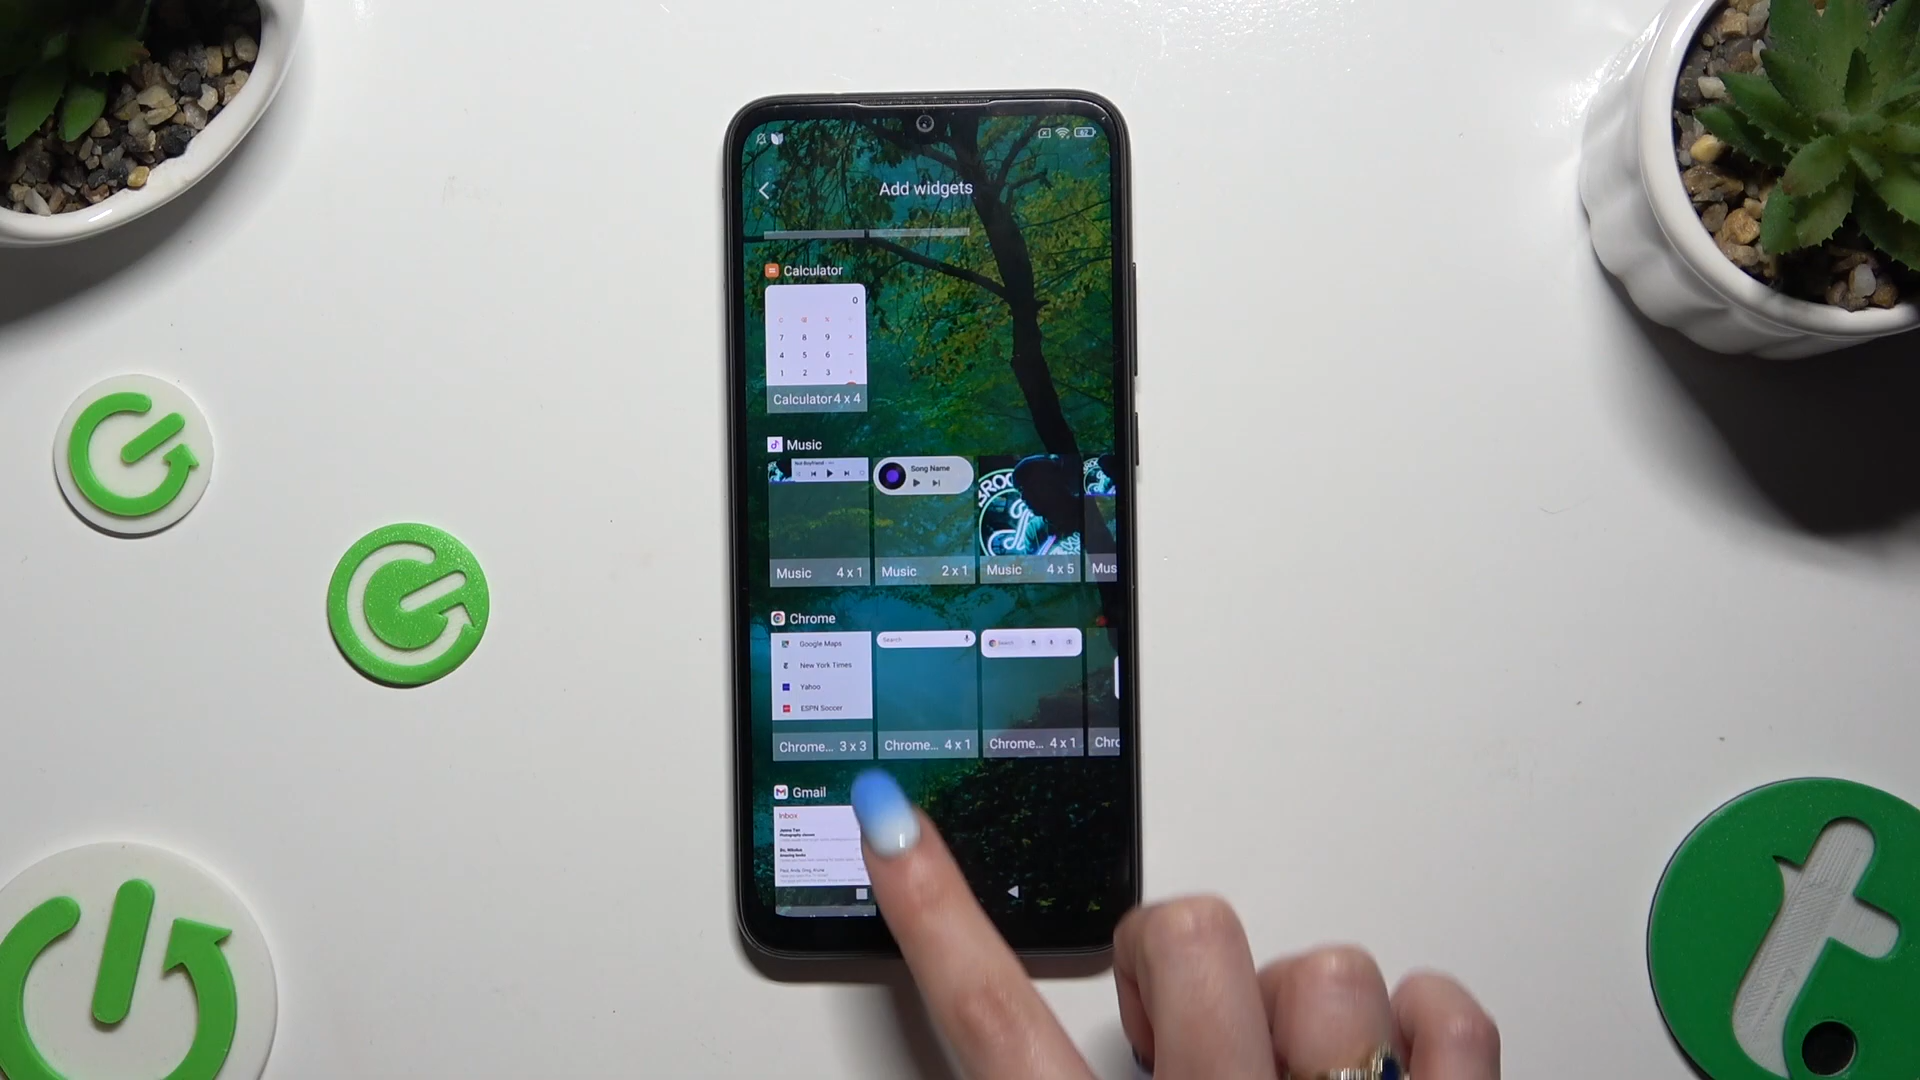 62
Add widgets
Calculator
0
7 8 9
4 5 6
1 2 3
Calculator 4 x 4
Music
Song Name
Music 4 x 1
Music 2 x 1
Music 4 x 5
Mus
Chrome
Google Maps
New York Times
Yahoo
ESPN Soccer
Search
Search
Chrome... 3 x 3
Chrome... 4 x 1
Chrome... 4 x 1
Chro
Gmail
Inbox